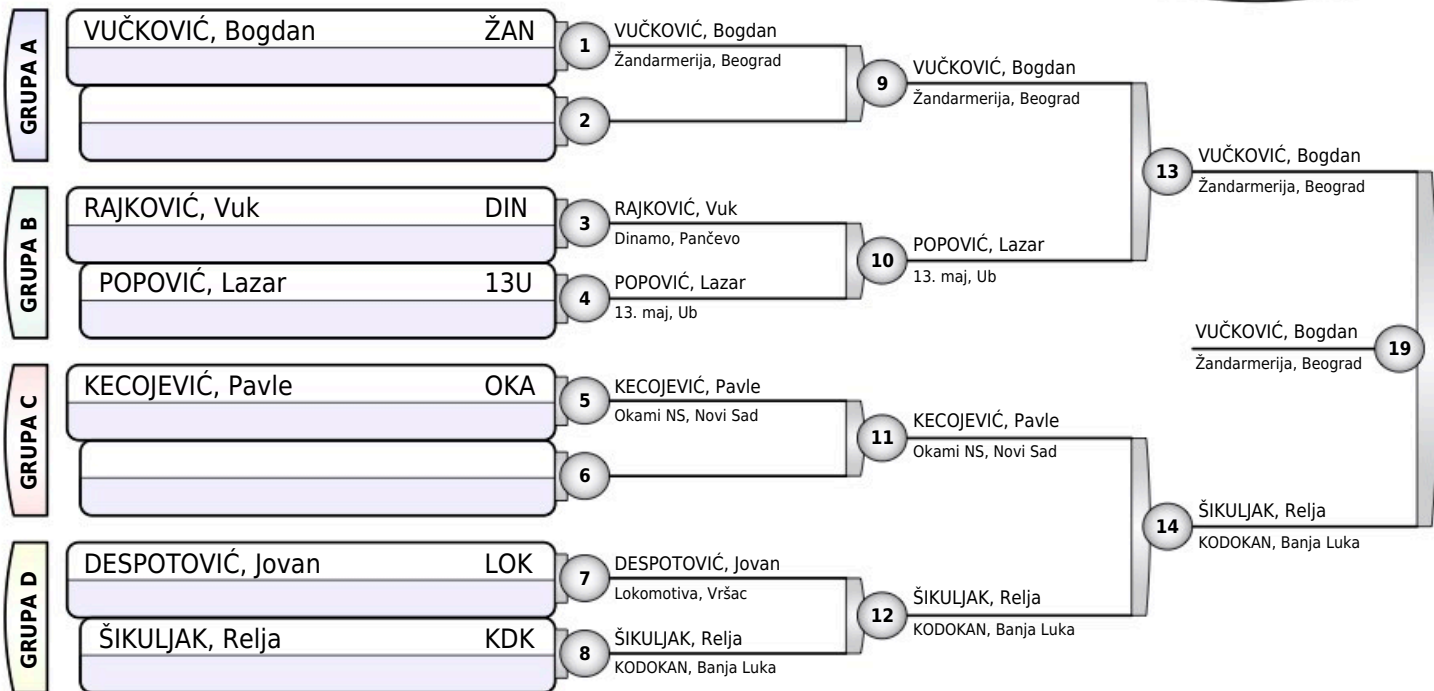 GRUPA A
VUČKOVIĆ, Bogdan ŽAN
1
VUČKOVIĆ, Bogdan
Žandarmerija, Beograd
2
9
VUČKOVIĆ, Bogdan
Žandarmerija, Beograd
GRUPA B
RAJKOVIĆ, Vuk DIN
3
RAJKOVIĆ, Vuk
Dinamo, Pančevo
POPOVIĆ, Lazar 13U
4
POPOVIĆ, Lazar
13. maj, Ub
10
POPOVIĆ, Lazar
13. maj, Ub
13
VUČKOVIĆ, Bogdan
Žandarmerija, Beograd
GRUPA C
KECOJEVIĆ, Pavle OKA
5
KECOJEVIĆ, Pavle
Okami NS, Novi Sad
6
11
KECOJEVIĆ, Pavle
Okami NS, Novi Sad
GRUPA D
DESPOTOVIĆ, Jovan LOK
7
DESPOTOVIĆ, Jovan
Lokomotiva, Vršac
ŠIKULJAK, Relja KDK
8
ŠIKULJAK, Relja
KODOKAN, Banja Luka
12
ŠIKULJAK, Relja
KODOKAN, Banja Luka
14
ŠIKULJAK, Relja
KODOKAN, Banja Luka
VUČKOVIĆ, Bogdan
Žandarmerija, Beograd
19